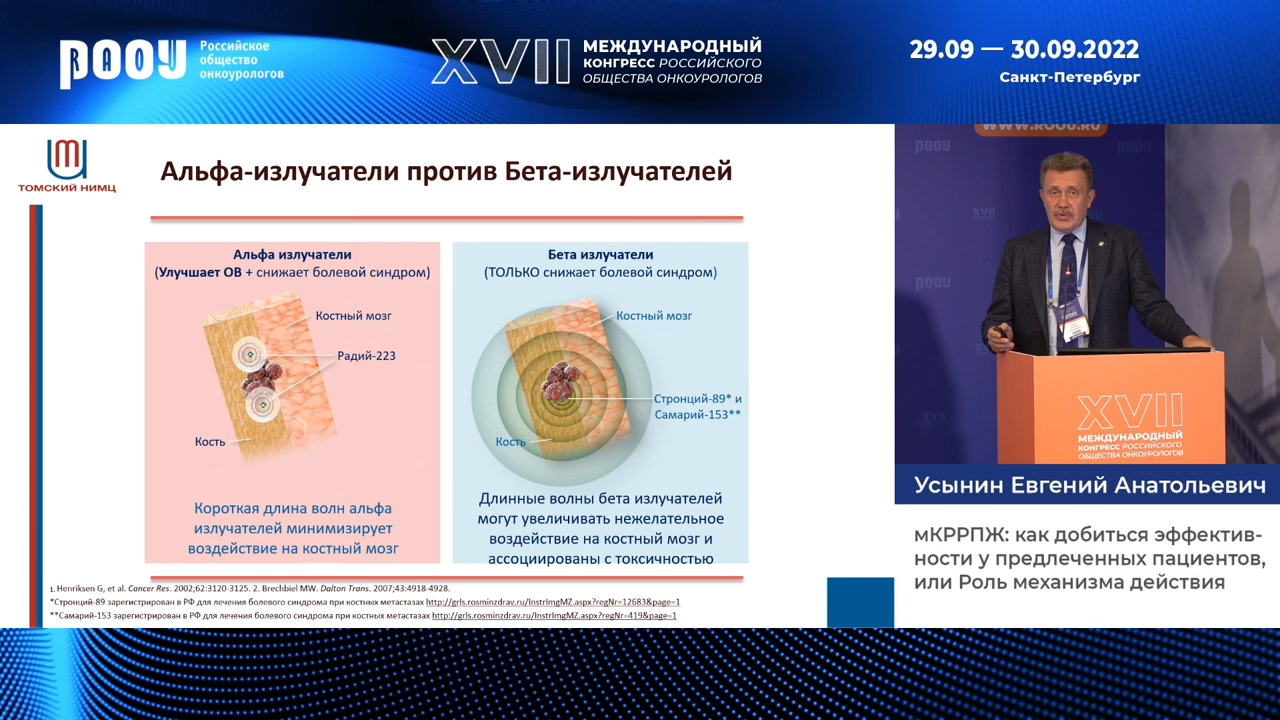 РООУ
RAOU
Российское
общество
онкоурологов
XVII
МЕЖДУНАРОДНЫЙ
КОНГРЕСС РОССИЙСКОГО
ОБЩЕСТВА ОНКОУРОЛОГОВ
29.09 — 30.09.2022
Санкт-Петербург
ТОМСКИЙ НИМЦ
Альфа-излучатели против Бета-излучателей
Альфа излучатели
(Улучшает ОВ + снижает болевой синдром)
Костный мозг
Радий-223
Кость
Короткая длина волн альфа
излучателей минимизирует
воздействие на костный мозг
Бета излучатели
(ТОЛЬКО снижает болевой синдром)
Костный мозг
Стронций-89* и
Самарий-153**
Кость
Длинные волны бета излучателей
могут увеличивать нежелательное
воздействие на костный мозг и
ассоциированы с токсичностью
1. Henriksen G, et al. Cancer Res. 2002;62:3120-3125. 2. Brechbiel MW. Dalton Trans. 2007;43:4918-4928.
*Стронций-89 зарегистрирован в РФ для лечения болевого синдрома при костных метастазах http://grls.rosminzdrav.ru/InstrImgMZ.aspx?regNr=12683&page=1
**Самарий-153 зарегистрирован в РФ для лечения болевого синдрома при костных метастазах http://grls.rosminzdrav.ru/InstrImgMZ.aspx?regNr=419&page=1
WWW.ROOU.RU
РООУ
РООУ
XVII
МЕЖДУНАРОДНЫЙ
КОНГРЕСС РОССИЙСКОГО
ОБЩЕСТВА ОНКОУРОЛОГОВ
Усынин Евгений Анатольевич
мКРРПЖ: как добиться эффектив-
ности у предлеченных пациентов,
или Роль механизма действия